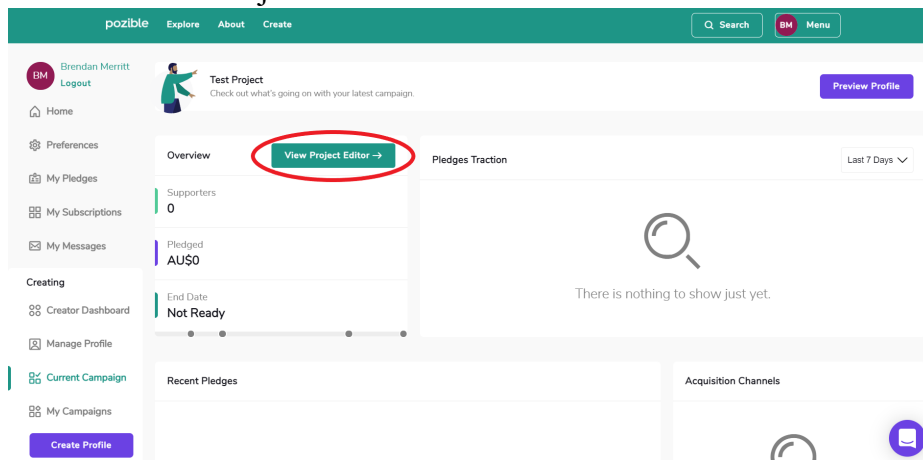 pozible Explore About Create Search BM Menu
BM Brendan Merritt
Logout
Home
Preferences
My Pledges
My Subscriptions
My Messages
Creating
Creator Dashboard
Manage Profile
Current Campaign
My Campaigns
Create Profile
Test Project
Check out what's going on with your latest campaign.
Preview Profile
Overview View Project Editor →
Supporters
0
Pledged
AU$0
End Date
Not Ready
Pledges Traction Last 7 Days
There is nothing to show just yet.
Recent Pledges
Acquisition Channels